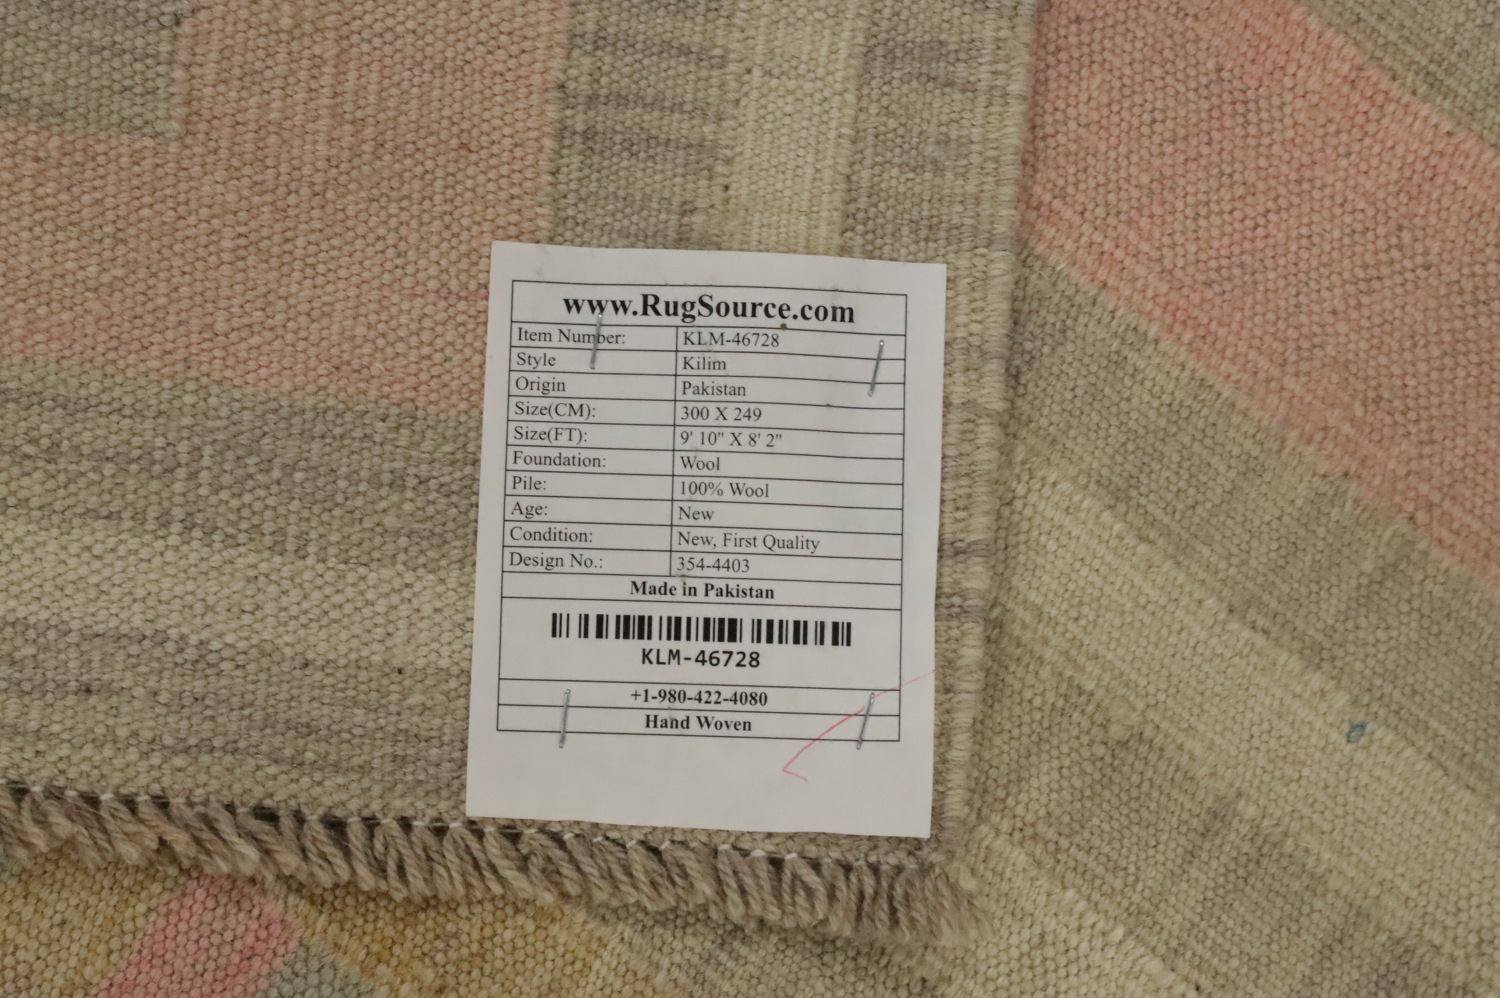 www.RugSource.com
Item Number: KLM-46728
Style Kilim
Origin Pakistan
Size(CM): 300 X 249
Size(FT): 9' 10" X 8' 2"
Foundation: Wool
Pile: 100% Wool
Age: New
Condition: New, First Quality
Design No.: 354-4403
Made in Pakistan
KLM-46728
+1-980-422-4080
Hand Woven